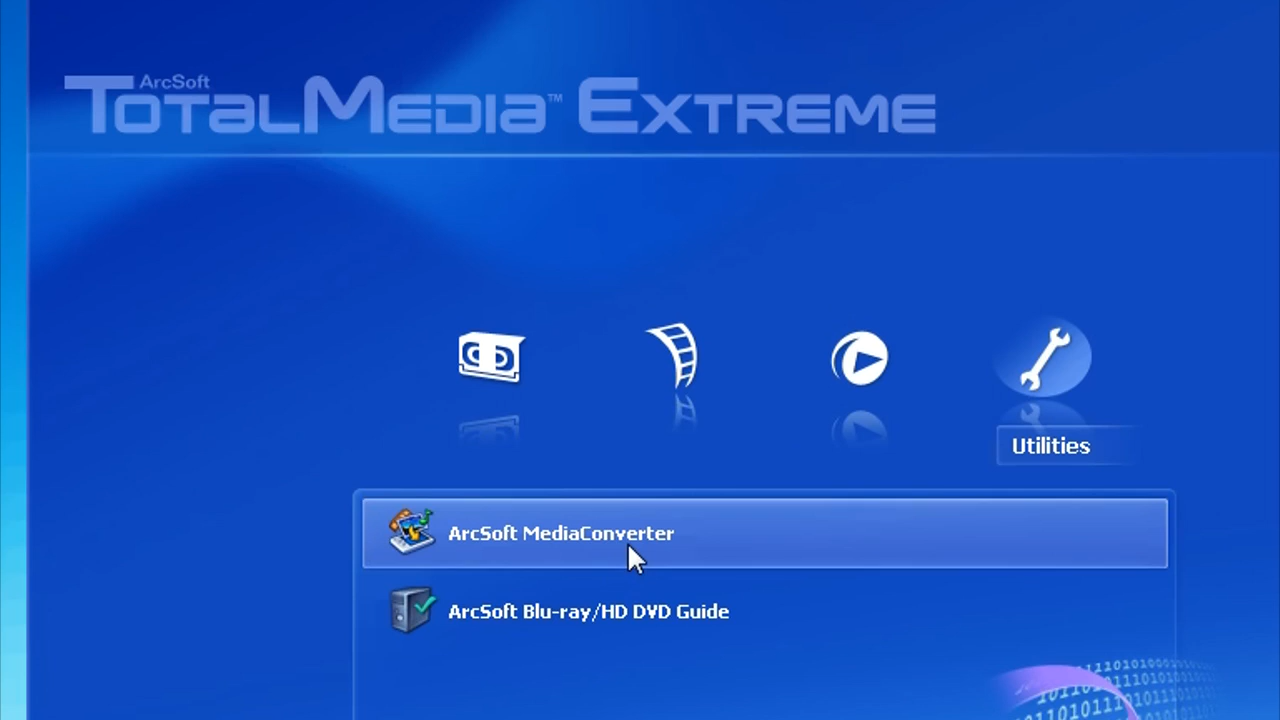 ArcSoft
TOTALMEDIA™ EXTREME
Utilities
ArcSoft MediaConverter
ArcSoft Blu-ray/HD DVD Guide